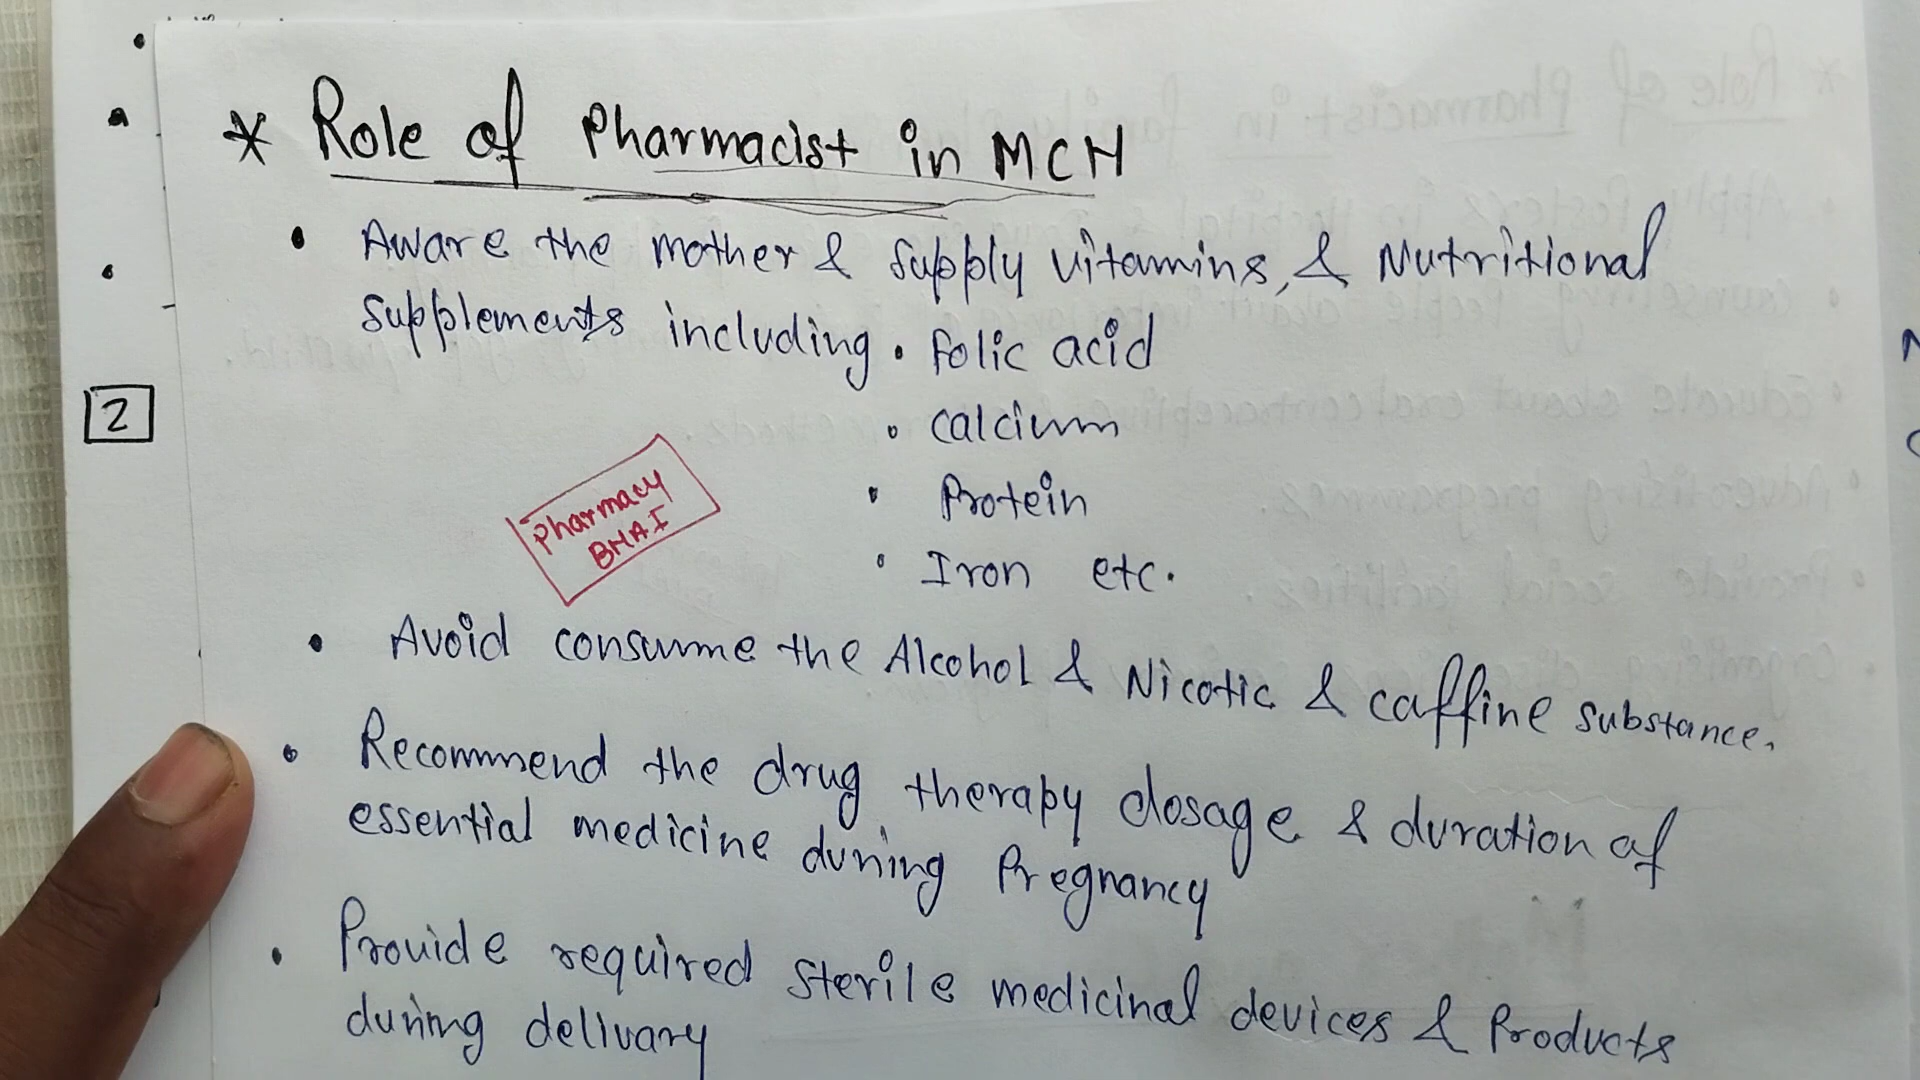 * Role of Pharmacist in MCH
• Aware the mother & Supply vitamins, & Nutritional
Supplements including • Folic acid
• Calcium
• Protein
• Iron etc.
2
Pharmacy
BHAI
• Avoid consume the Alcohol & Nicotic & caffine substance.
• Recommend the drug therapy dosage & duration of
essential medicine during Pregnancy
• Provide required sterile medicinal devices & Products
during delivary